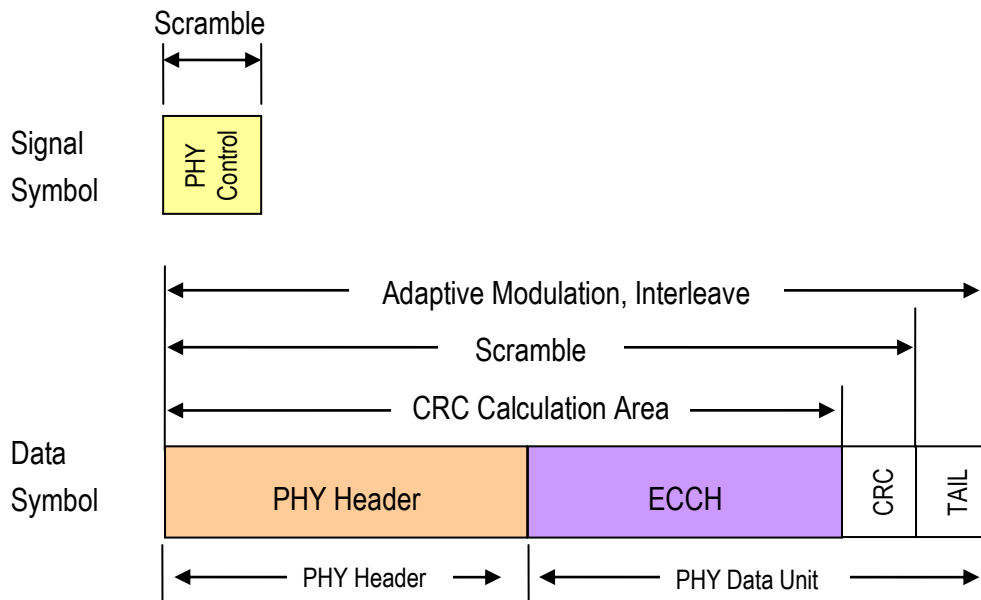 Scramble
Signal
Symbol
PHY
Control
Adaptive Modulation, Interleave
Scramble
CRC Calculation Area
Data
Symbol
PHY Header
ECCH
CRC
TAIL
PHY Header
PHY Data Unit